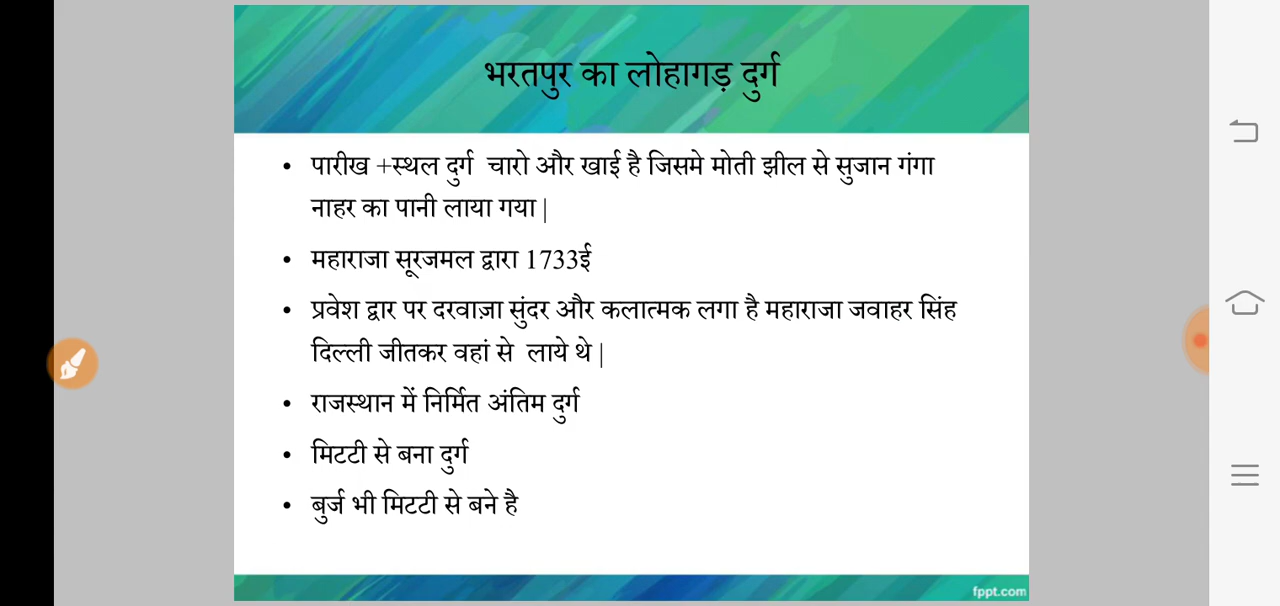 भरतपुर का लोहागड़ दुर्ग
• पारीख +स्थल दुर्ग चारो और खाई है जिसमे मोती झील से सुजान गंगा
नाहर का पानी लाया गया |
• महाराजा सूरजमल द्वारा 1733ई
• प्रवेश द्वार पर दरवाज़ा सुंदर और कलात्मक लगा है महाराजा जवाहर सिंह
दिल्ली जीतकर वहां से लाये थे |
• राजस्थान में निर्मित अंतिम दुर्ग
• मिटटी से बना दुर्ग
• बुर्ज भी मिटटी से बने है
fppt.com